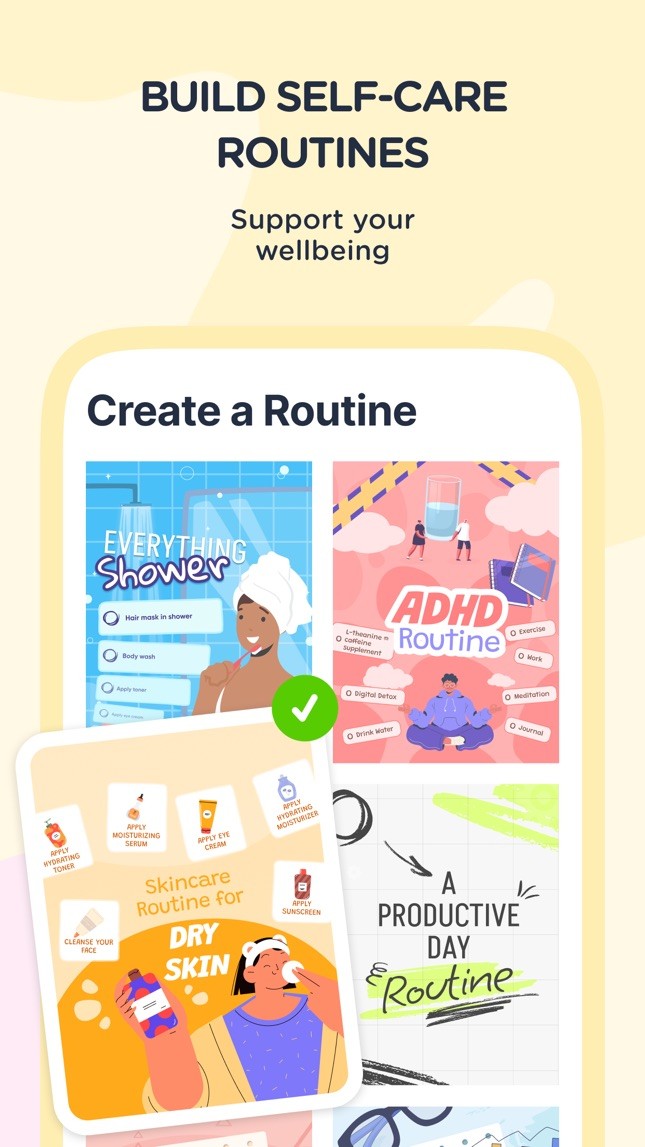 BUILD SELF-CARE
ROUTINES
Support your
wellbeing
Create a Routine
EVERYTHING
Shower
Hair mask in shower
Body wash
Apply toner
ADHD
Routine
L-theanine =
caffeine
supplement
Exercise
Work
Digital Detox
Meditation
Drink Water
Journal
APPLY
HYDRATING
TONER
APPLY
MOISTURIZING
SERUM
APPLY EYE
CREAM
APPLY
HYDRATING
MOISTURIZER
CLEANSE YOUR
FACE
APPLY
SUNSCREEN
Skincare
Routine for
DRY
SKIN
A
PRODUCTIVE
DAY
Routine